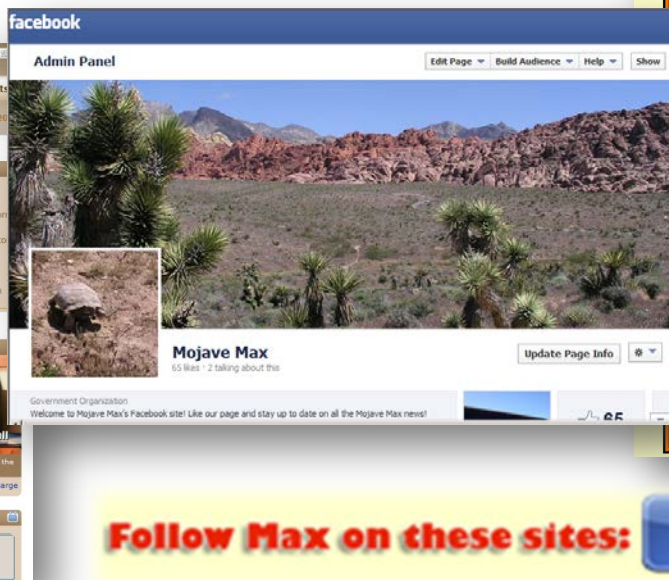 facebook
Admin Panel
Edit Page
Build Audience
Help
Show
Mojave Max
65 likes · 2 talking about this
Update Page Info
Government Organization
Welcome to Mojave Max's Facebook site! Like our page and stay up to date on all the Mojave Max news!
65
the
arge
Follow Max on these sites: